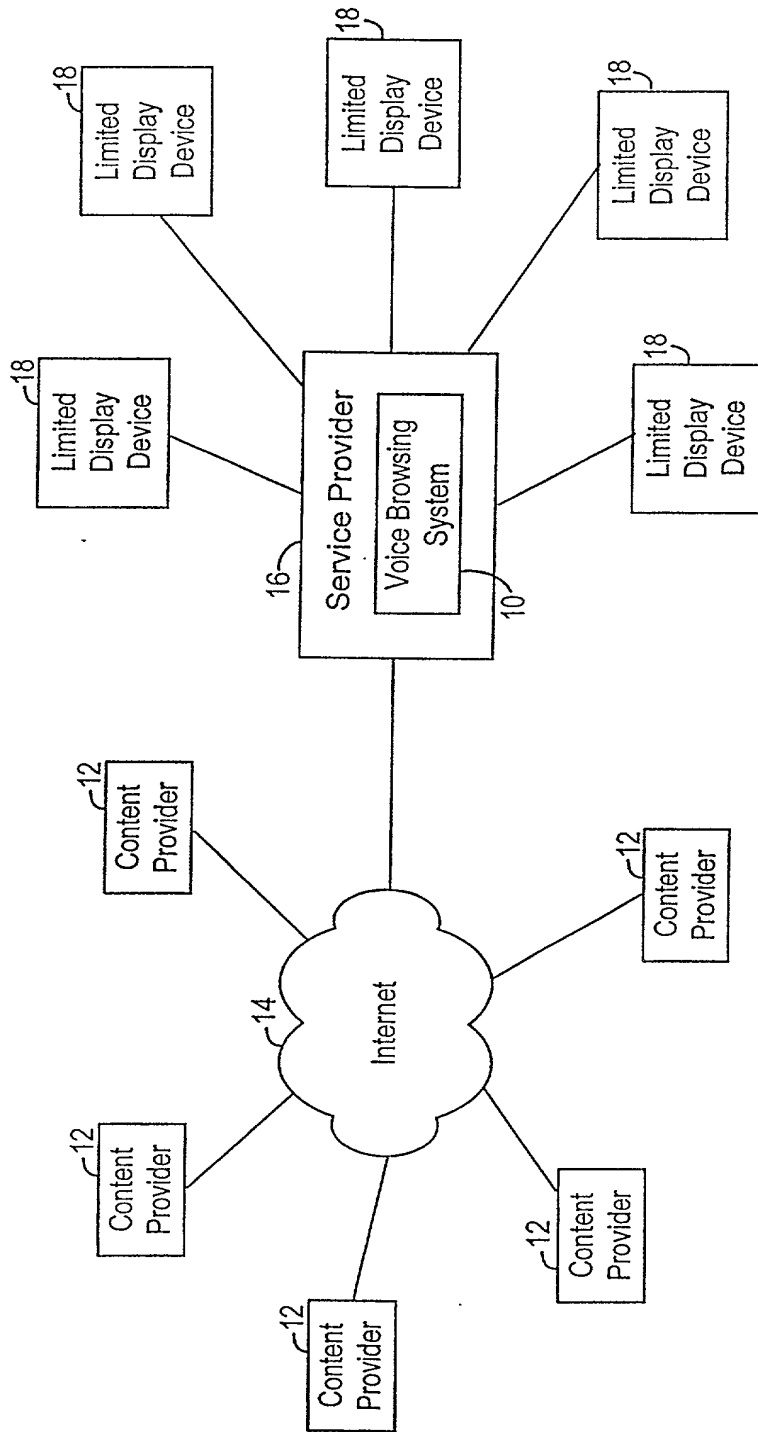 12
Content
Provider
12
Content
Provider
12
Content
Provider
12
Content
Provider
12
Content
Provider
14
Internet
16
Service Provider
Voice Browsing
System
10
18
Limited
Display
Device
18
Limited
Display
Device
18
Limited
Display
Device
18
Limited
Display
Device
18
Limited
Display
Device